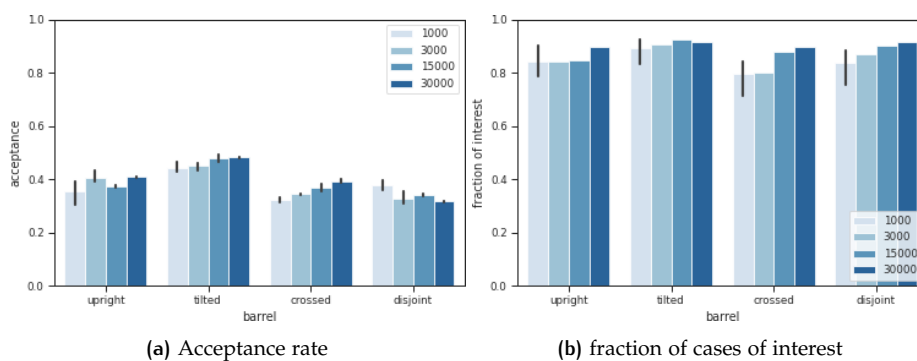 1.0
0.8
0.6
0.4
0.2
0.0
acceptance
1000
3000
15000
30000
upright
tilted
crossed
disjoint
barrel
(a) Acceptance rate
1.0
0.8
0.6
0.4
0.2
0.0
fraction of interest
1000
3000
15000
30000
upright
tilted
crossed
disjoint
barrel
(b) fraction of cases of interest